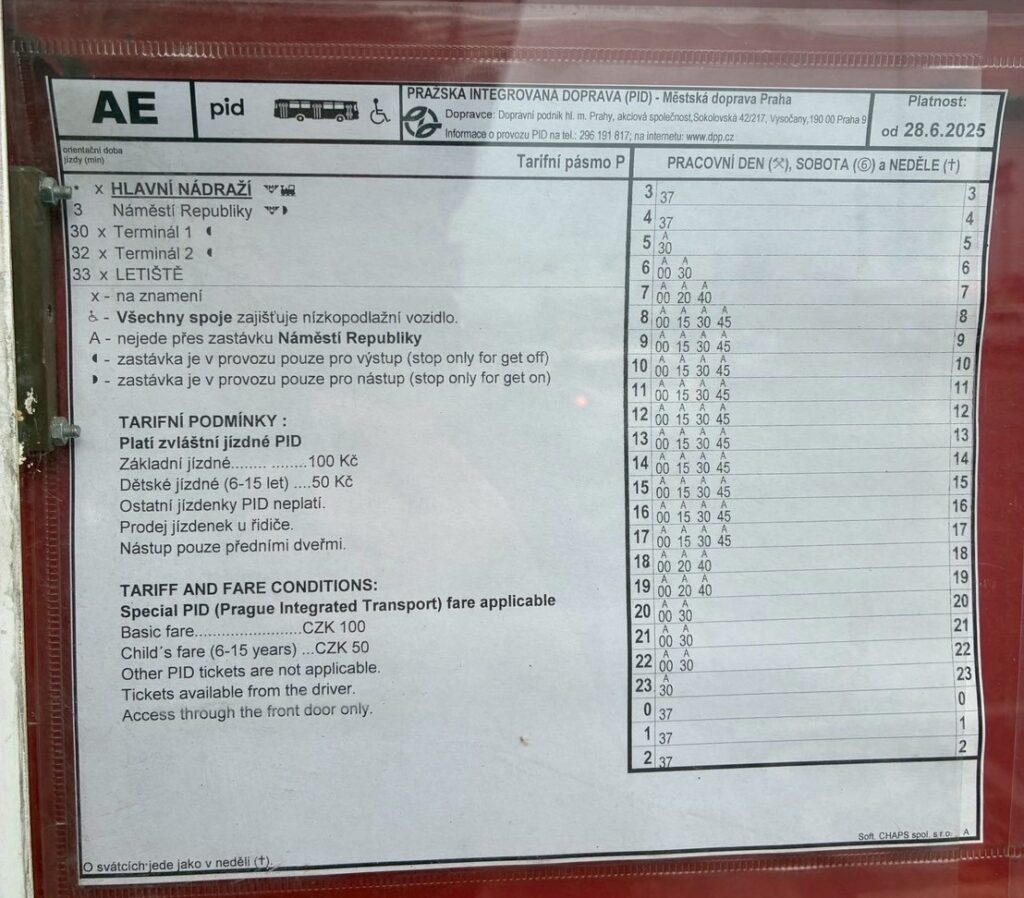 AE
pid
PRAŽSKÁ INTEGROVANÁ DOPRAVA (PID) - Městská doprava Praha
Dopravce: Dopravní podnik hl. m. Prahy, akciová společnost,Sokolovská 42/217, Vysočany,190 00 Praha 9
Informace o provozu PID na tel.: 296 191 817; na internetu: www.dpp.cz
Platnost:
od 28.6.2025
orientační doba
jízdy (min)
Tarifní pásmo P
• x HLAVNÍ NÁDRAŽÍ
3 Náměstí Republiky ◗
30 x Terminál 1 ◖
32 x Terminál 2 ◖
33 x LETIŠTĚ
x - na znamení
♿ - Všechny spoje zajišťuje nízkopodlažní vozidlo.
A - nejede přes zastávku Náměstí Republiky
◖ - zastávka je v provozu pouze pro výstup (stop only for get off)
◗ - zastávka je v provozu pouze pro nástup (stop only for get on)
TARIFNÍ PODMÍNKY :
Platí zvláštní jízdné PID
Základní jízdné........ .........100 Kč
Dětské jízdné (6-15 let) ....50 Kč
Ostatní jízdenky PID neplatí.
Prodej jízdenek u řidiče.
Nástup pouze předními dveřmi.
TARIFF AND FARE CONDITIONS:
Special PID (Prague Integrated Transport) fare applicable
Basic fare........................CZK 100
Child´s fare (6-15 years) ...CZK 50
Other PID tickets are not applicable.
Tickets available from the driver.
Access through the front door only.
PRACOVNÍ DEN (⚒), SOBOTA (⑥) a NEDĚLE (†)
3 37 3
4 37 4
A
5 30 5
A A
6 00 30 6
A A A
7 00 20 40 7
A A A A
8 00 15 30 45 8
A A A A
9 00 15 30 45 9
A A A A
10 00 15 30 45 10
A A A A
11 00 15 30 45 11
A A A A
12 00 15 30 45 12
A A A A
13 00 15 30 45 13
A A A A
14 00 15 30 45 14
A A A A
15 00 15 30 45 15
A A A A
16 00 15 30 45 16
A A A A
17 00 15 30 45 17
A A A
18 00 20 40 18
A A A
19 00 20 40 19
A A
20 00 30 20
A A
21 00 30 21
A A
22 00 30 22
A
23 30 23
0 37 0
1 37 1
2 37 2
Soft. CHAPS spol. s r.o. A
O svátcích jede jako v neděli (†).